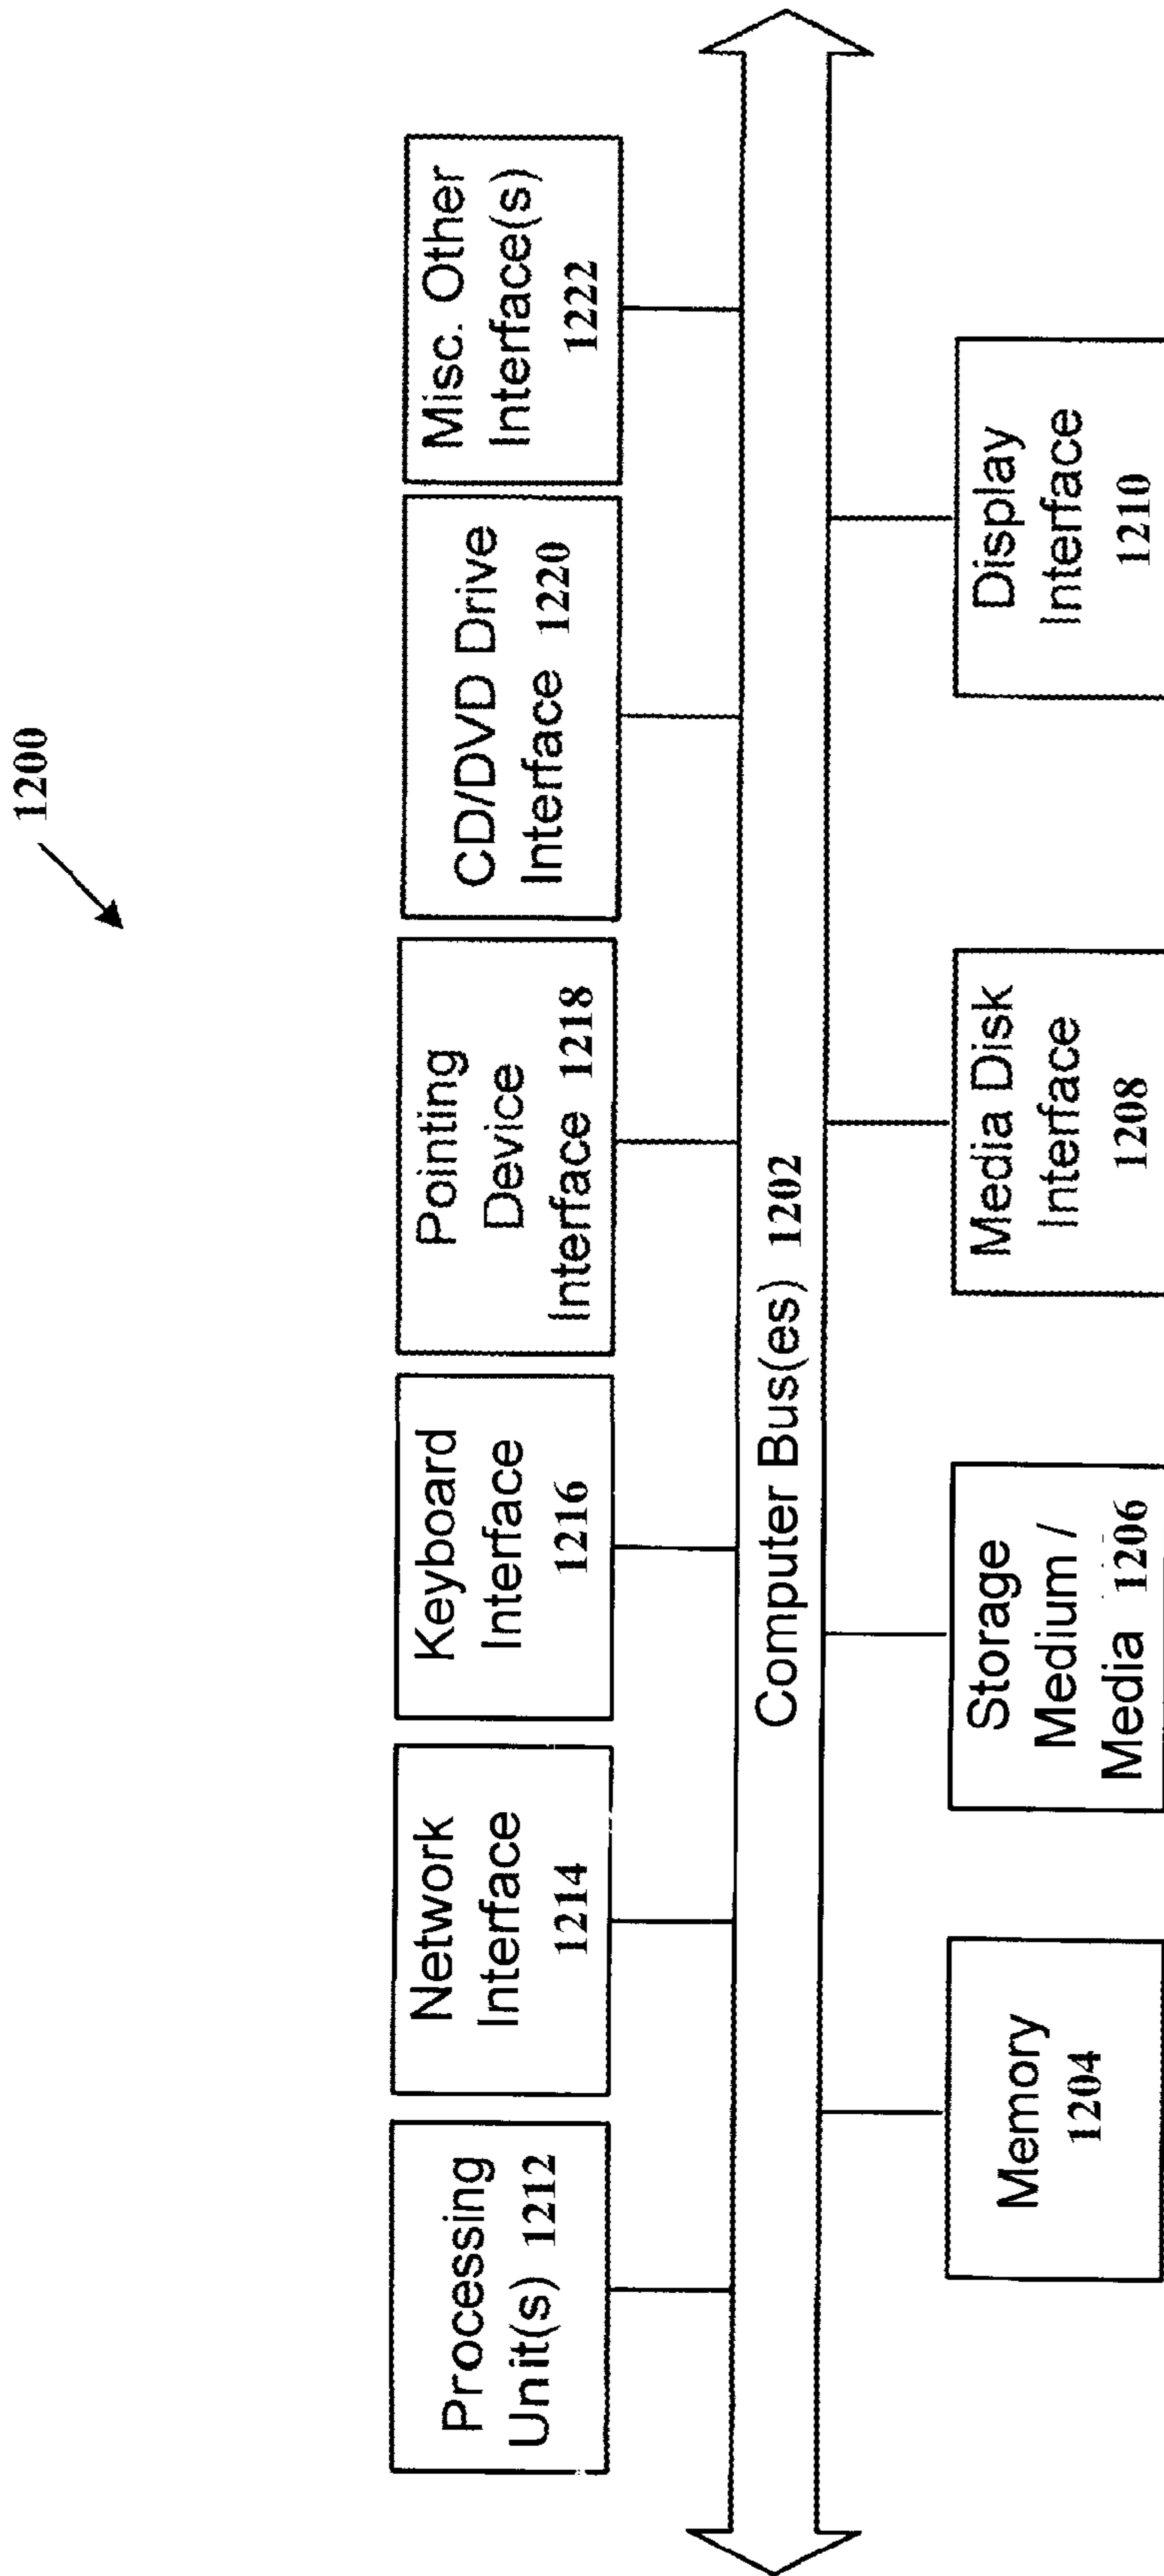 1200
Processing
Unit(s) 1212
Network
Interface
1214
Keyboard
Interface
1216
Pointing
Device
Interface 1218
CD/DVD Drive
Interface 1220
Misc. Other
Interface(s)
1222
Computer Bus(es) 1202
Memory
1204
Storage
Medium /
Media 1206
Media Disk
Interface
1208
Display
Interface
1210